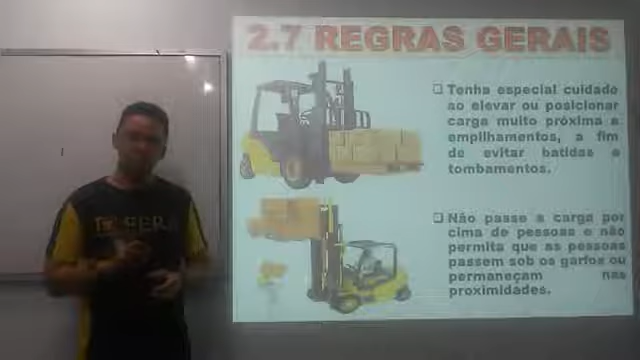 2.7 REGRAS GERAIS
❑ Tenha especial cuidado
ao elevar ou posicionar
carga muito próxima a
empilhamentos, a fim
de evitar batidas e
tombamentos.
❑ Não passe a carga por
cima de pessoas e não
permita que as pessoas
passem sob os garfos ou
permaneçam nas
proximidades.